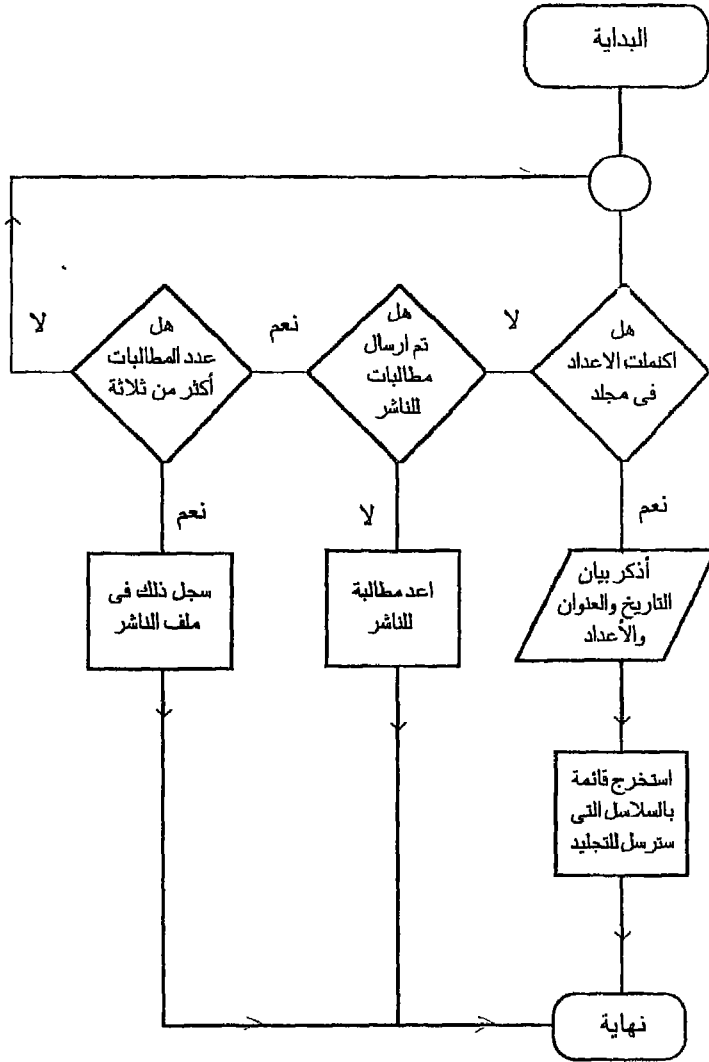 البداية
هل
اكتملت الاعداد
فى مجلد
لا
هل
تم ارسال
مطالبات
للناشر
نعم
هل
عدد المطالبات
أكثر من ثلاثة
لا
نعم
أذكر بيان
التاريخ والعنوان
والأعداد
لا
اعد مطالبة
للناشر
نعم
سجل ذلك فى
ملف الناشر
استخرج قائمة
بالسلاسل التى
سترسل للتجليد
نهاية